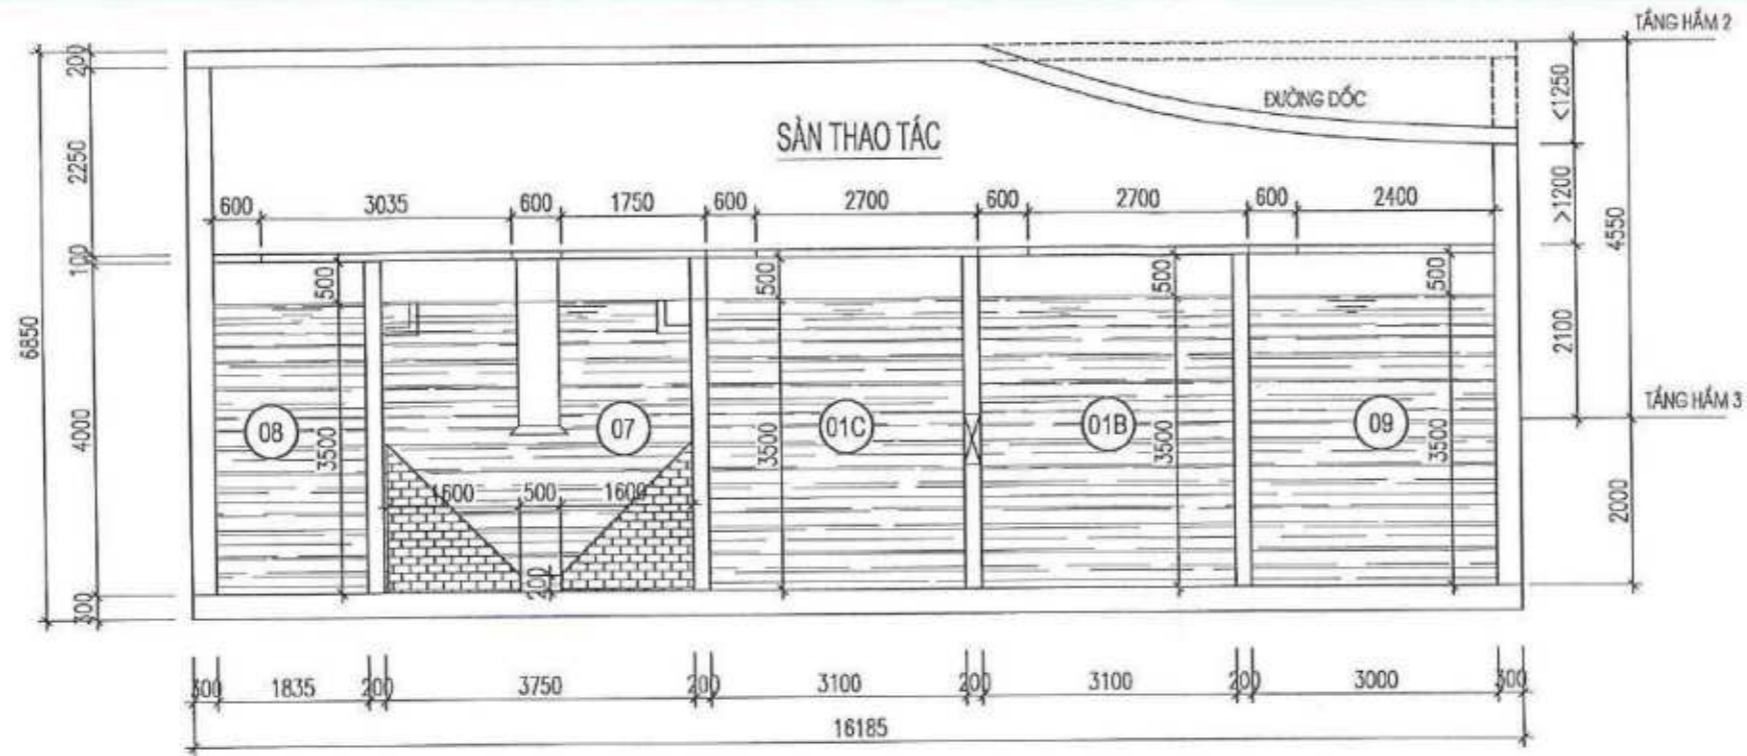 TẦNG HẦM 2
200
<1250
ĐƯỜNG DỐC
SÀN THAO TÁC
2250
>1200
600 3035 600 1750 600 2700 600 2700 600 2400
4550
100
500 500 500 500
6850
2100
TẦNG HẦM 3
4000
08 07 01C 01B 09
3500 3500 3500 3500
1600 500 1600
2000
200
300
300 1835 200 3750 200 3100 200 3100 200 3000 300
16185